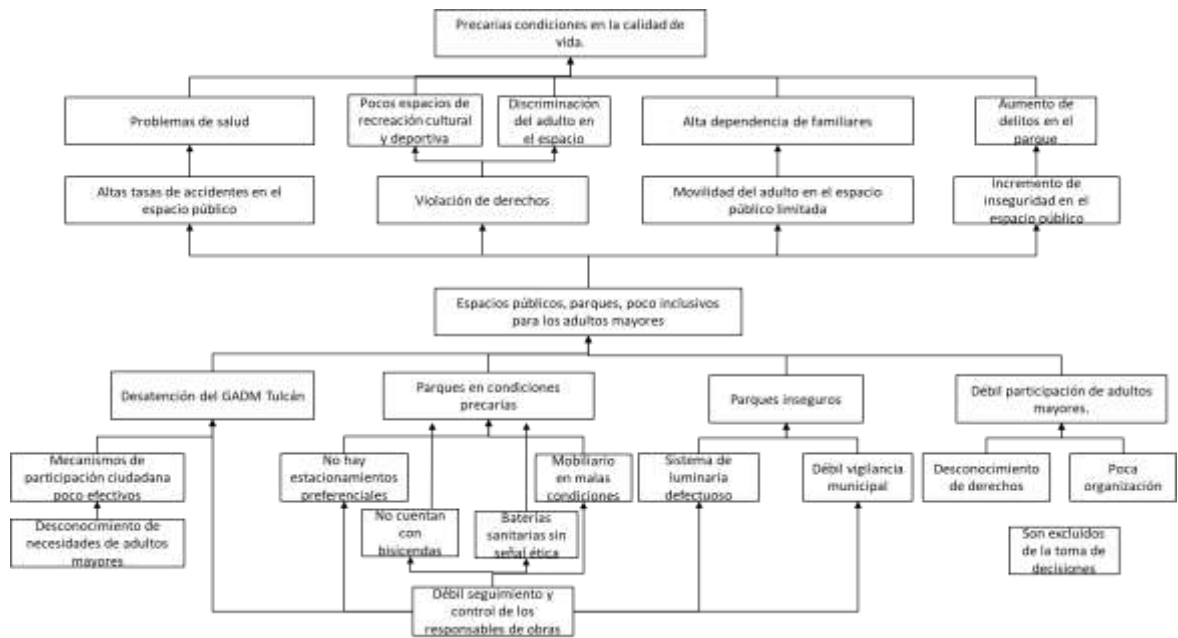 Precarias condiciones en la calidad de
vida.
Problemas de salud
Pocos espacios de
recreación cultural
y deportiva
Discriminación
del adulto en
el espacio
Alta dependencia de familiares
Aumento de
delitos en el
parque
Altas tasas de accidentes en el
espacio público
Violación de derechos
Movilidad del adulto en el espacio
público limitada
Incremento de
inseguridad en el
espacio público
Espacios públicos, parques, poco inclusivos
para los adultos mayores
Desatención del GADM Tulcán
Parques en condiciones
precarias
Parques inseguros
Débil participación de adultos
mayores.
Mecanismos de
participación ciudadana
poco efectivos
No hay
estacionamientos
preferenciales
Mobiliario
en malas
condiciones
Sistema de
luminaria
defectuoso
Débil vigilancia
municipal
Desconocimiento
de derechos
Poca
organización
Desconocimiento de
necesidades de adultos
mayores
No cuentan
con
bisicendas
Baterías
sanitarias sin
señal ética
Son excluidos
de la toma de
decisiones
Débil seguimiento y
control de los
responsables de obras